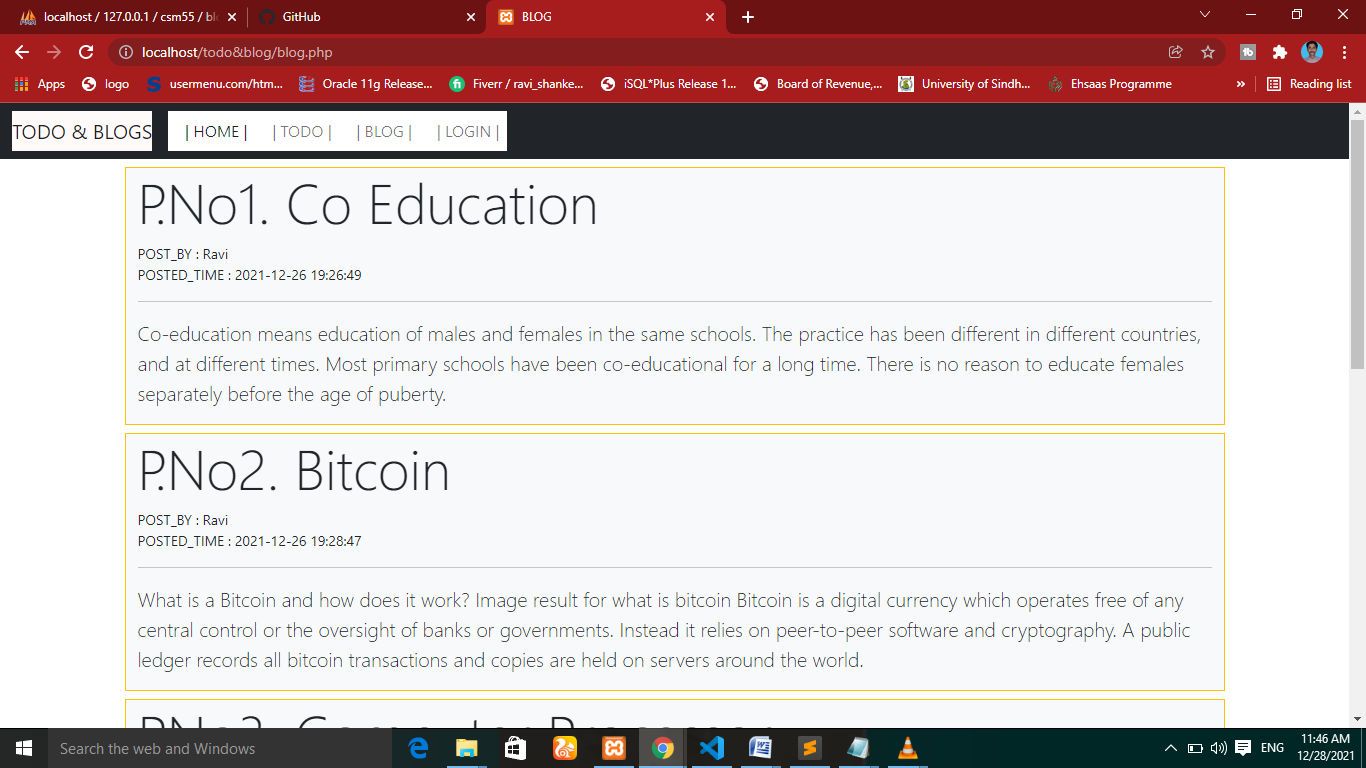 localhost / 127.0.0.1 / csm55 / bl
GitHub
BLOG
localhost/todo&blog/blog.php
Apps
logo
usermenu.com/htm...
Oracle 11g Release...
Fiverr / ravi_shanke...
iSQL*Plus Release 1...
Board of Revenue,...
University of Sindh...
Ehsaas Programme
»
Reading list
TODO & BLOGS
| HOME |
| TODO |
| BLOG |
| LOGIN |
P.No1. Co Education
POST_BY : Ravi
POSTED_TIME : 2021-12-26 19:26:49
Co-education means education of males and females in the same schools. The practice has been different in different countries,
and at different times. Most primary schools have been co-educational for a long time. There is no reason to educate females
separately before the age of puberty.
P.No2. Bitcoin
POST_BY : Ravi
POSTED_TIME : 2021-12-26 19:28:47
What is a Bitcoin and how does it work? Image result for what is bitcoin Bitcoin is a digital currency which operates free of any
central control or the oversight of banks or governments. Instead it relies on peer-to-peer software and cryptography. A public
ledger records all bitcoin transactions and copies are held on servers around the world.
P.No3. Computer Processor
Search the web and Windows
ENG
11:46 AM
12/28/2021